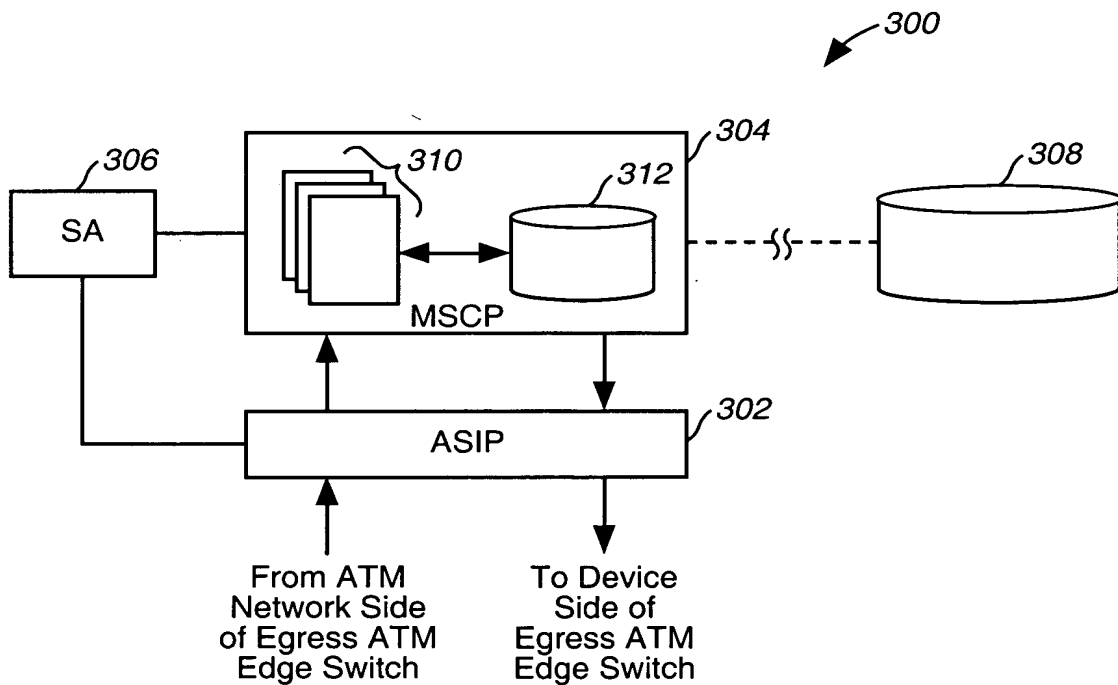 300
304
306
310
312
308
SA
MSCP
302
ASIP
From ATM
Network Side
of Egress ATM
Edge Switch
To Device
Side of
Egress ATM
Edge Switch